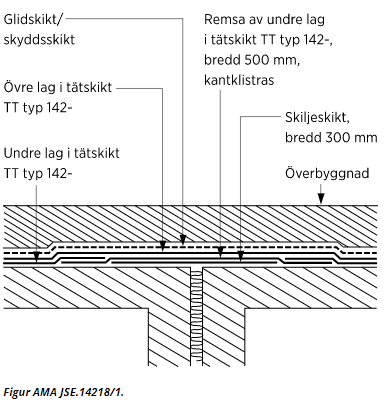 Glidskikt/
skyddsskikt
Övre lag i tätskikt
TT typ 142-
Undre lag i tätskikt
TT typ 142-
Remsa av undre lag
i tätskikt TT typ 142-,
bredd 500 mm,
kantklistras
Skiljeskikt,
bredd 300 mm
Överbyggnad
Figur AMA JSE.14218/1.